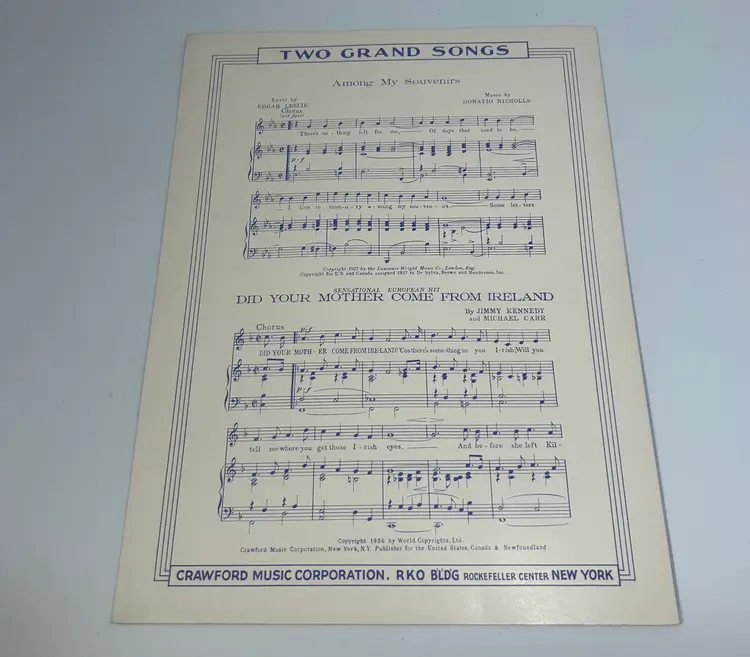 TWO GRAND SONGS
Among My Souvenirs
Lyric by
EDGAR LESLIE
Music by
HORATIO NICHOLLS
Chorus
(not fast)
There's no-thing left for me, Of days that used to be,
p-f
I live in mem-o-ry a-mong my sou-ven-irs. Some let-ters
Copyright 1927 by the Lawrence Wright Music Co., London, Eng.
Copyright for U.S. and Canada assigned 1927 to De Sylva, Brown and Henderson, Inc.
SENSATIONAL EUROPEAN HIT
DID YOUR MOTHER COME FROM IRELAND
By JIMMY KENNEDY
and MICHAEL CARR
Chorus
p-f
DID YOUR MOTH-ER COME FROM IRE-LAND? 'Cos there's some-thing in you I-rish, Will you
p-f
tell me where you get those I-rish eyes, And be-fore she left Kil-
Copyright 1936 by World Copyrights, Ltd.
Crawford Music Corporation, New York, N.Y. Publisher for the United States, Canada & Newfoundland
CRAWFORD MUSIC CORPORATION. RKO BLDG ROCKEFELLER CENTER NEW YORK